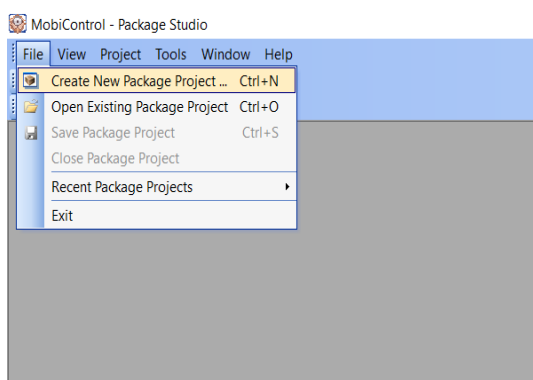 MobiControl - Package Studio
File View Project Tools Window Help
Create New Package Project ... Ctrl+N
Open Existing Package Project Ctrl+O
Save Package Project Ctrl+S
Close Package Project
Recent Package Projects
Exit